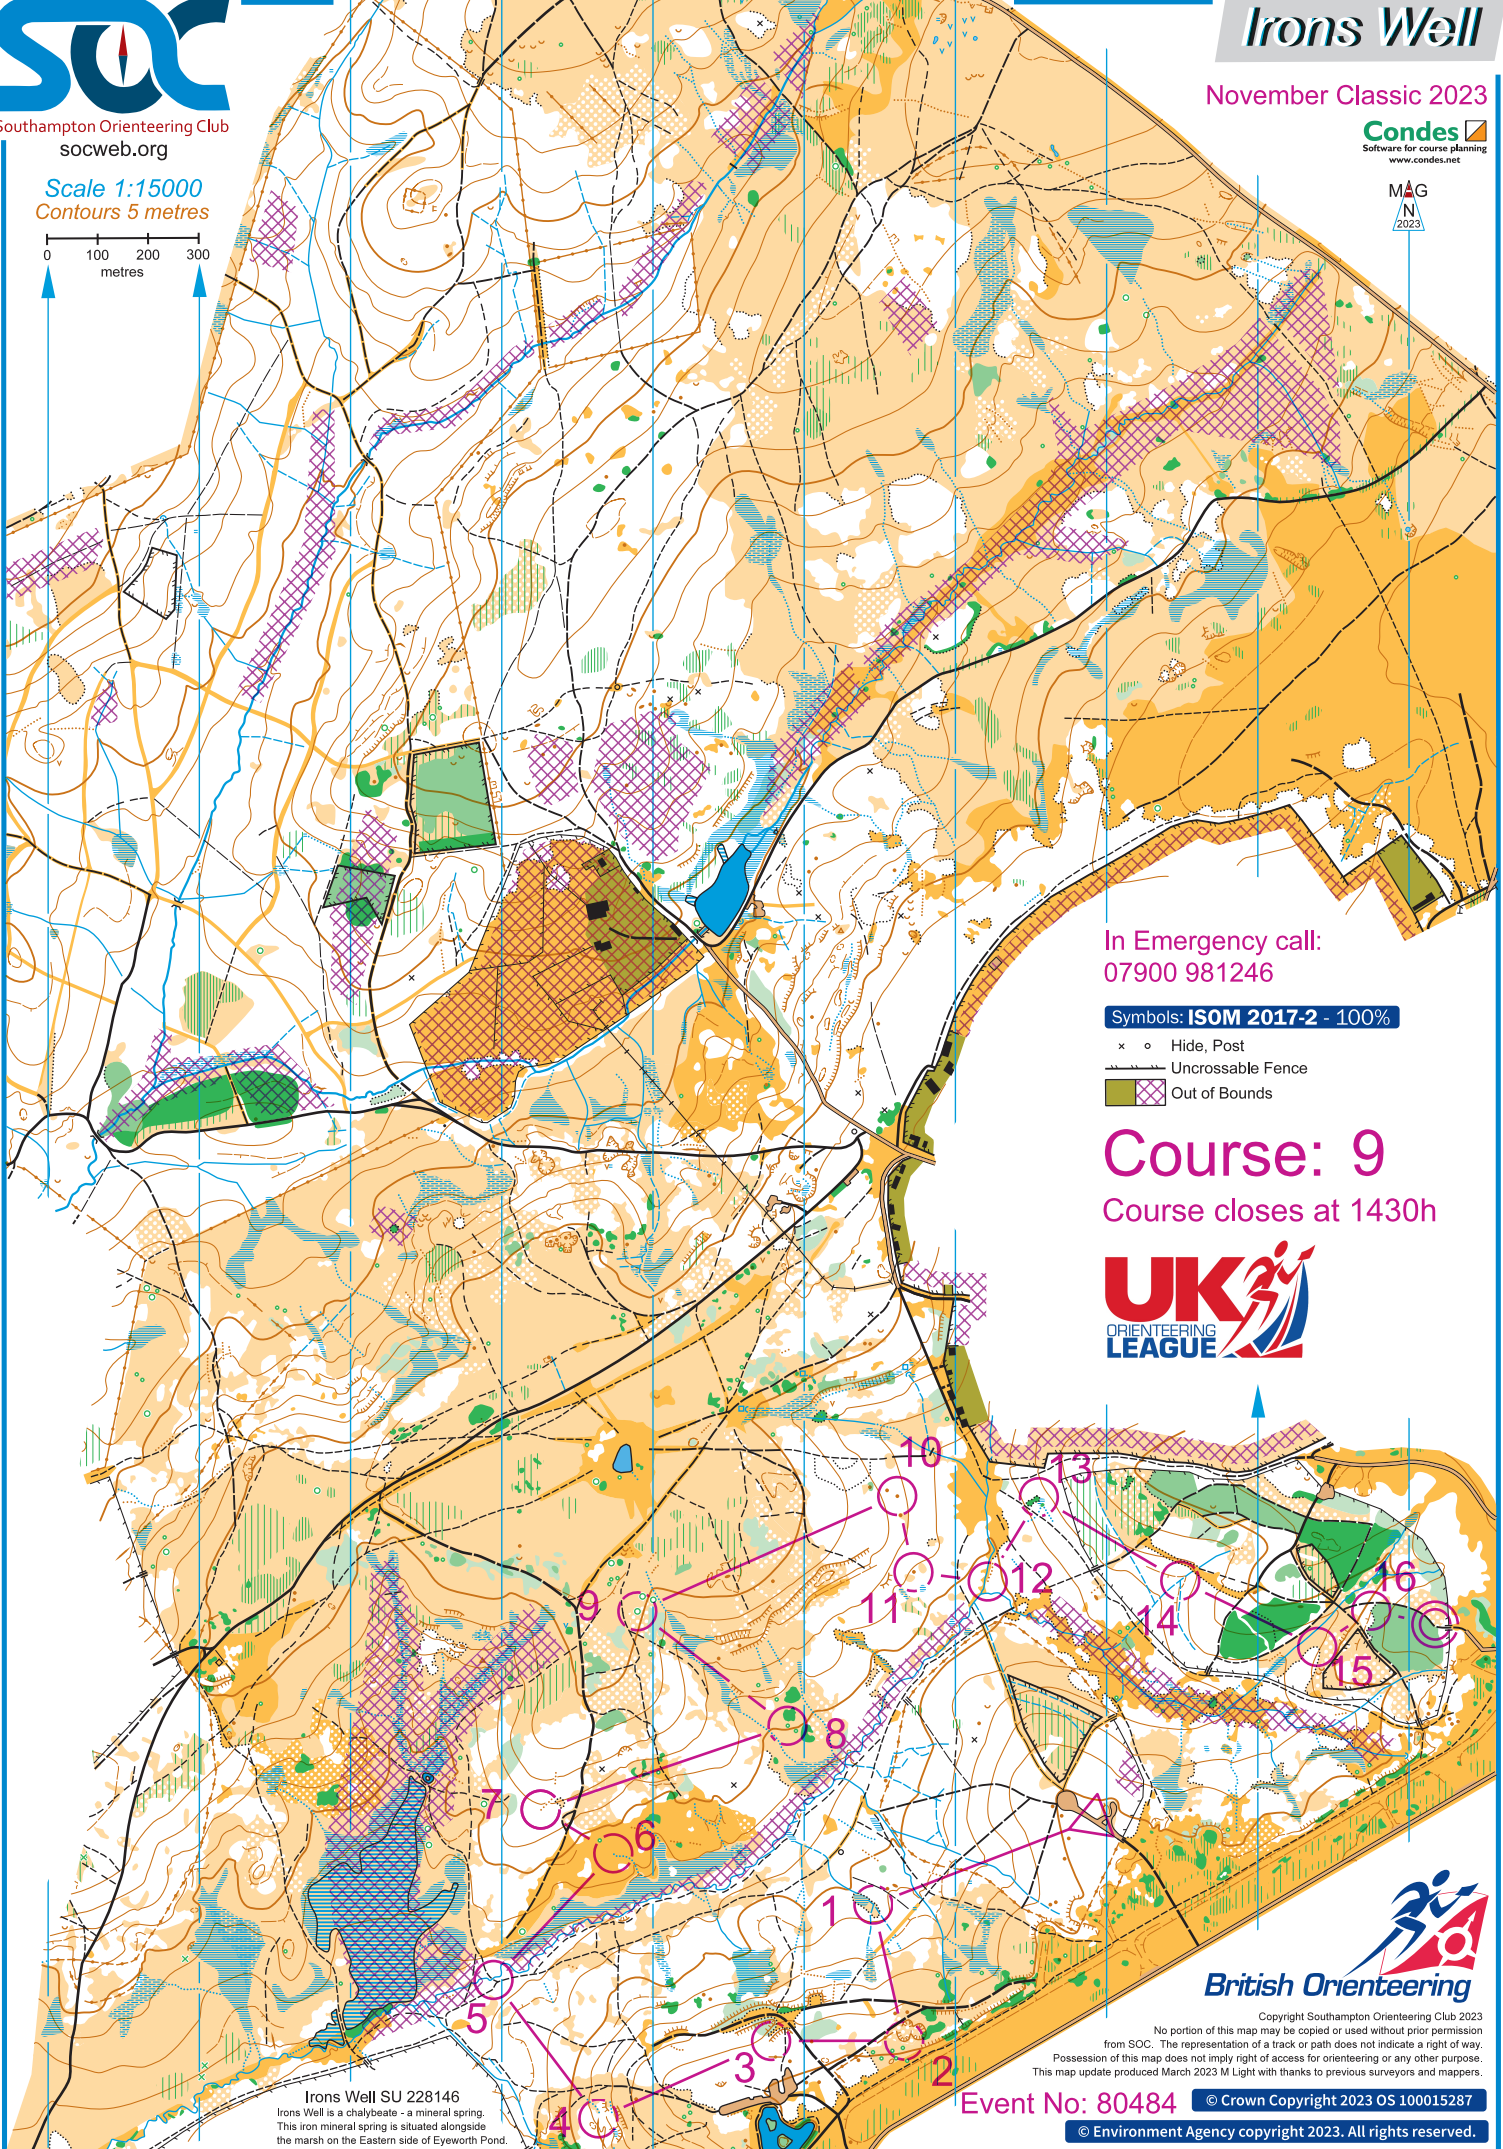 SOC
Southampton Orienteering Club
socweb.org
Scale 1:15000
Contours 5 metres
0 100 200 300
metres
Irons Well
November Classic 2023
Condes
Software for course planning
www.condes.net
MAG
N
2023
In Emergency call:
07900 981246
Symbols: ISOM 2017-2 - 100%
Hide, Post
Uncrossable Fence
Out of Bounds
Course: 9
Course closes at 1430h
UK
ORIENTEERING
LEAGUE
10
13
16
12
9
11
14
15
8
7
6
1
5
3
2
4
British Orienteering
Copyright Southampton Orienteering Club 2023
No portion of this map may be copied or used without prior permission
from SOC. The representation of a track or path does not indicate a right of way.
Possession of this map does not imply right of access for orienteering or any other purpose.
This map update produced March 2023 M Light with thanks to previous surveyors and mappers.
Event No: 80484
© Crown Copyright 2023 OS 100015287
© Environment Agency copyright 2023. All rights reserved.
Irons Well SU 228146
Irons Well is a chalybeate - a mineral spring.
This iron mineral spring is situated alongside
the marsh on the Eastern side of Eyeworth Pond.